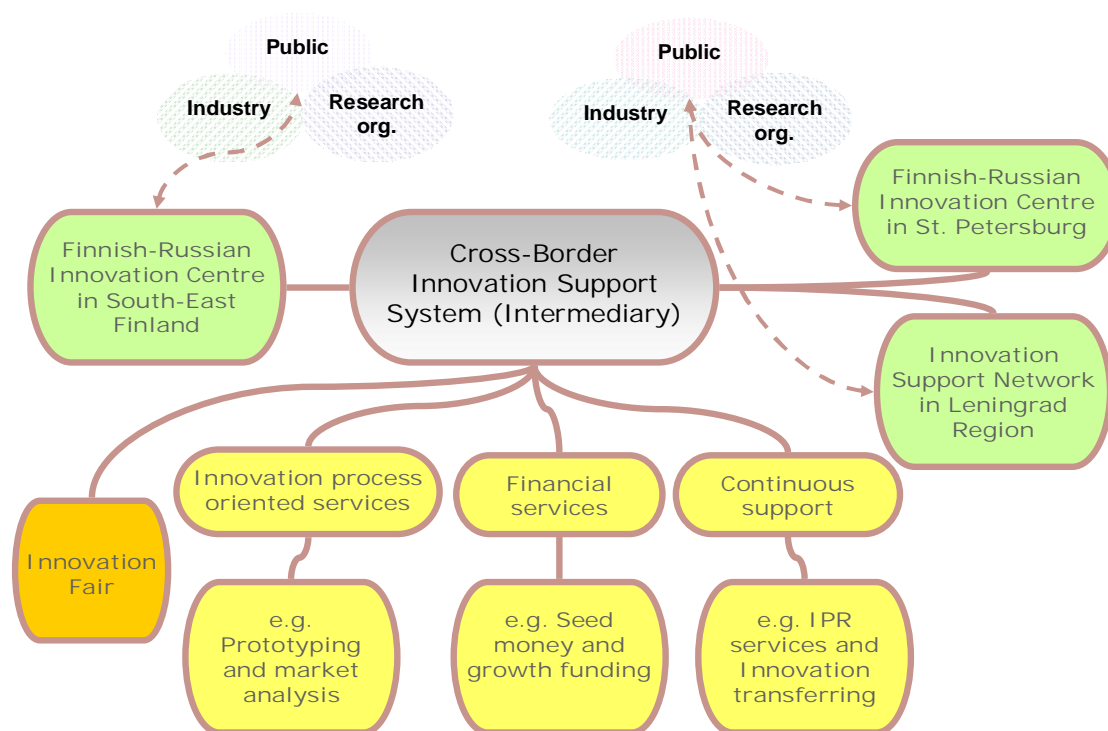 Public
Industry
Research
org.
Public
Industry
Research
org.
Finnish-Russian
Innovation Centre
in St. Petersburg
Finnish-Russian
Innovation Centre
in South-East
Finland
Cross-Border
Innovation Support
System (Intermediary)
Innovation
Support Network
in Leningrad
Region
Innovation process
oriented services
Financial
services
Continuous
support
Innovation
Fair
e.g.
Prototyping
and market
analysis
e.g. Seed
money and
growth funding
e.g. IPR
services and
Innovation
transferring